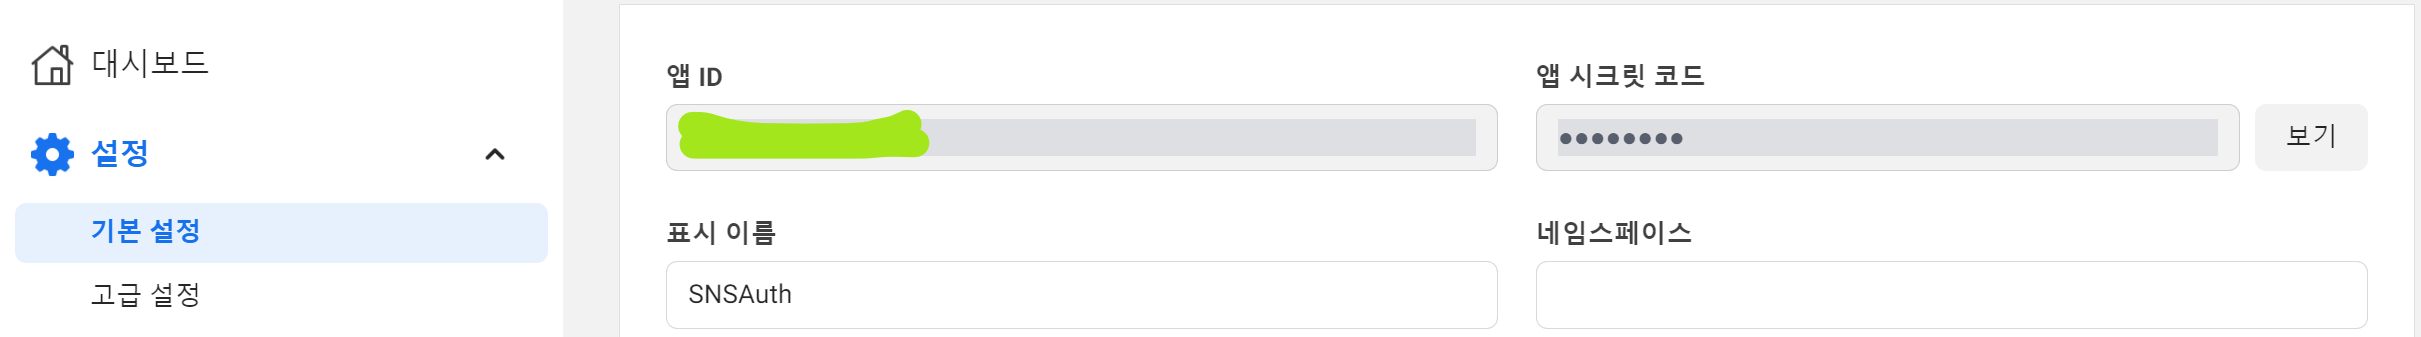 대시보드
설정
기본 설정
고급 설정
앱 ID
앱 시크릿 코드
●●●●●●●●
보기
표시 이름
네임스페이스
SNSAuth